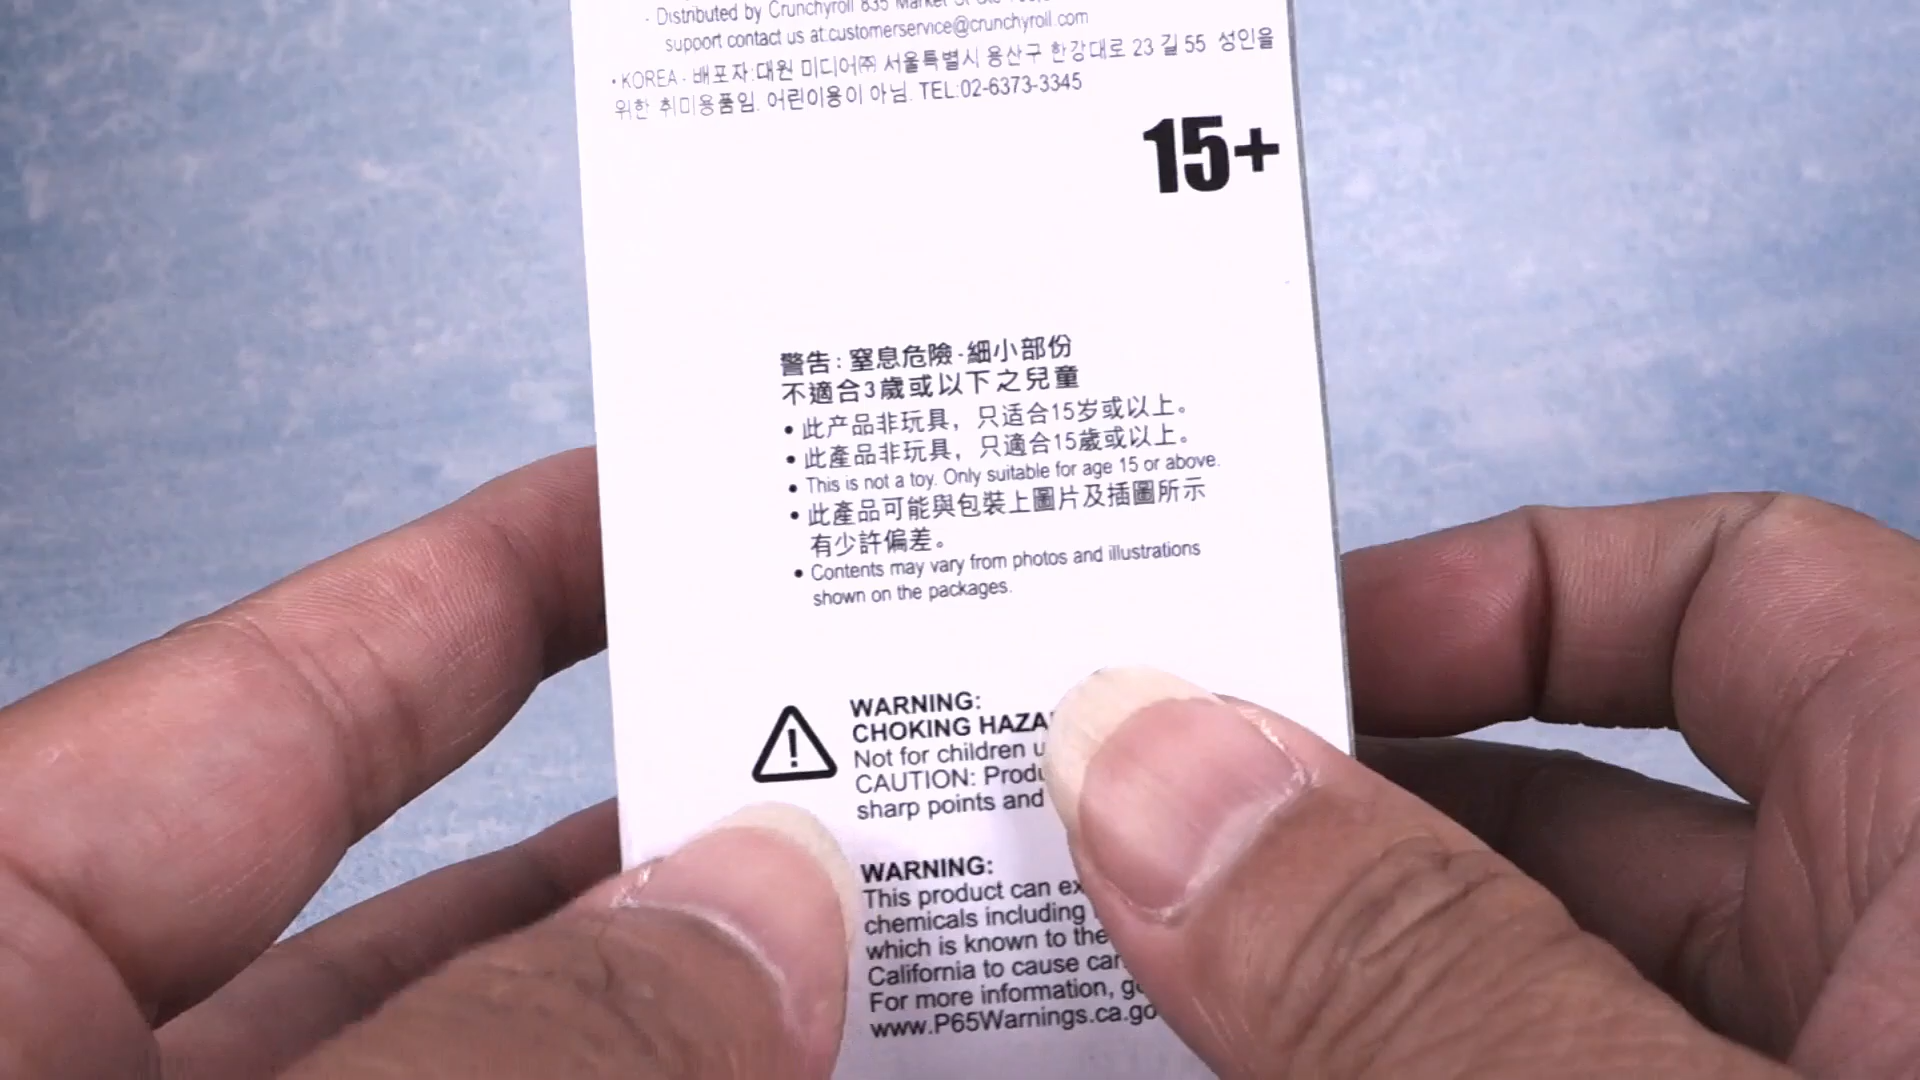 - Distributed by Crunchyroll 835 Market St
support contact us at:customerservice@crunchyroll.com
• KOREA - 배포자:대원 미디어㈜ 서울특별시 용산구 한강대로 23 길 55 성인을
위한 취미용품임. 어린이용이 아님. TEL:02-6373-3345
15+
警告: 窒息危險-細小部份
不適合3歲或以下之兒童
• 此产品非玩具，只适合15岁或以上。
• 此產品非玩具，只適合15歲或以上。
• This is not a toy. Only suitable for age 15 or above.
• 此產品可能與包裝上圖片及插圖所示
有少許偏差。
• Contents may vary from photos and illustrations
shown on the packages.
WARNING:
CHOKING
Not for children
CAUTION:
sharp points and
WARNING:
This product can
chemicals including
which is known to the
California to cause
For more information,
www.P65Warnings.ca.go